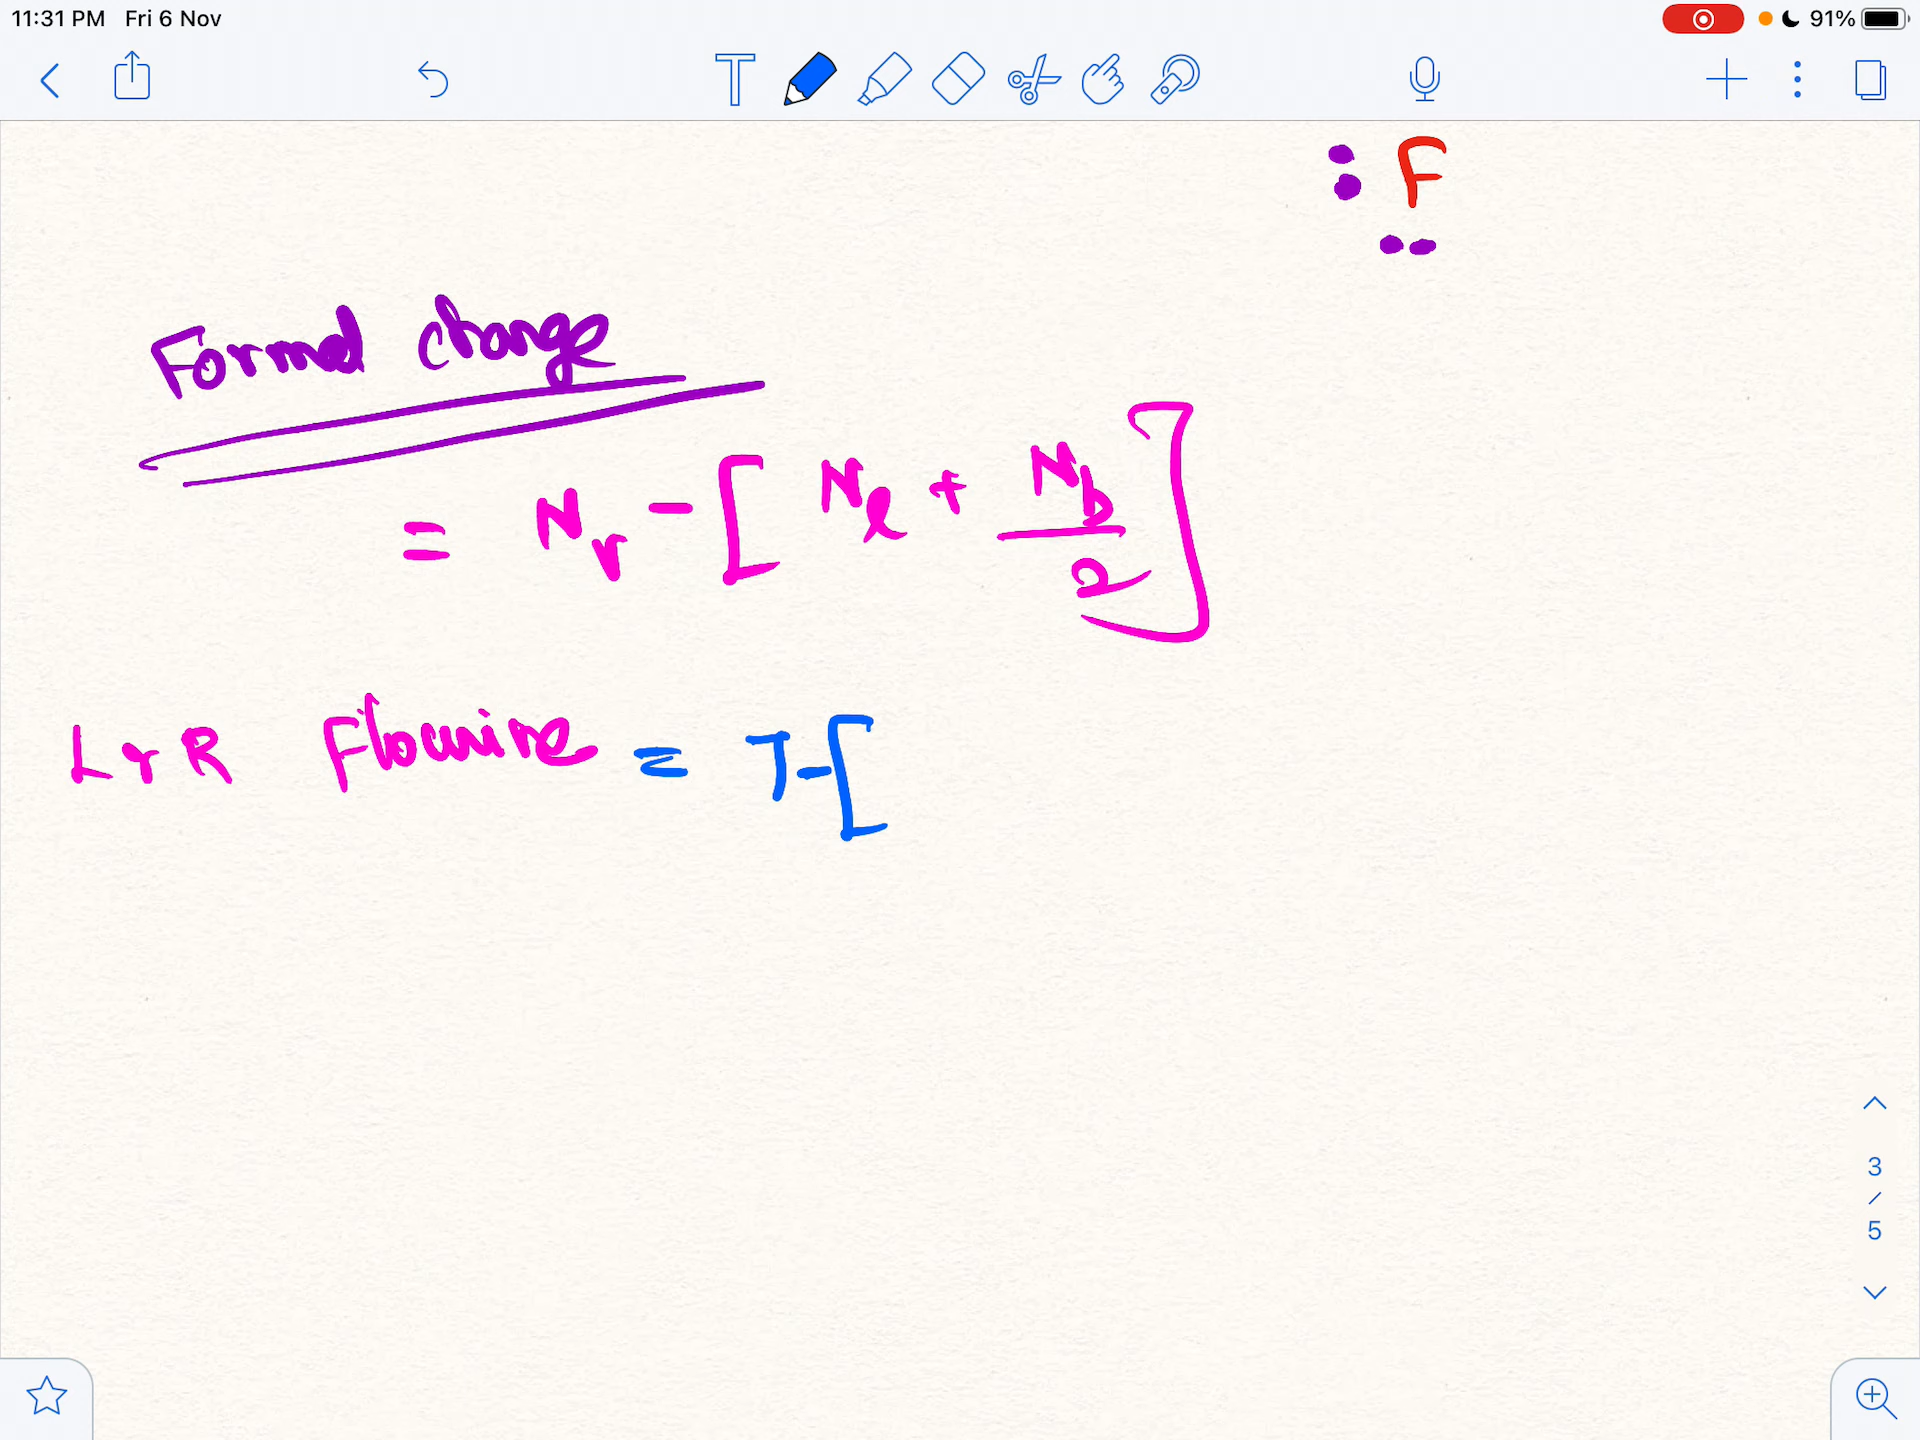 11:31 PM Fri 6 Nov 91%
T
F
Formal charge
= Nv - [ Nl + Nb/2 ]
L r R Flourine = 7-[
3
/
5